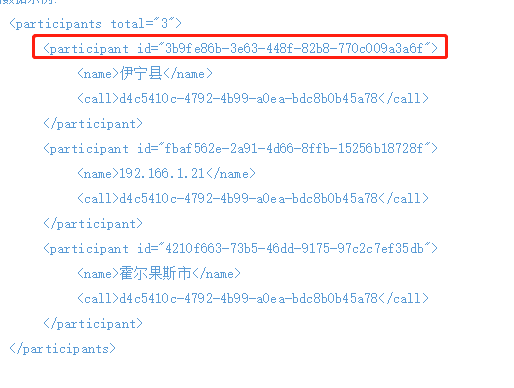 <participants total="3">
<participant id="3b9fe86b-3e63-448f-82b8-770c009a3a6f">
<name>伊宁县</name>
<call>d4c5410c-4792-4b99-a0ea-bdc8b0b45a78</call>
</participant>
<participant id="fbaf562e-2a91-4d66-8ffb-15256b18728f">
<name>192.166.1.21</name>
<call>d4c5410c-4792-4b99-a0ea-bdc8b0b45a78</call>
</participant>
<participant id="4210f663-73b5-46dd-9175-97c2c7ef35db">
<name>霍尔果斯市</name>
<call>d4c5410c-4792-4b99-a0ea-bdc8b0b45a78</call>
</participant>
</participants>